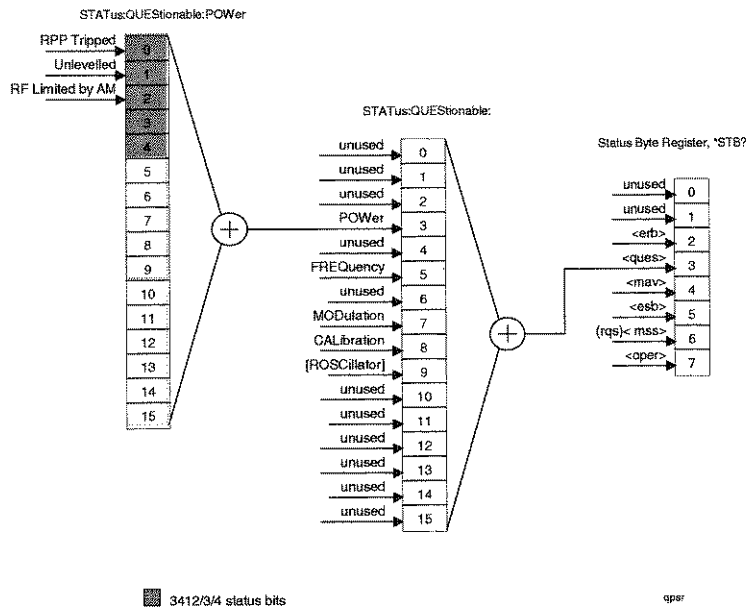 STATus:QUEStionable:POWer
RPP Tripped
0
Unlevelled
1
RF Limited by AM
2
3
4
5
6
7
8
9
10
11
12
13
14
15
STATus:QUEStionable:
unused 0
unused 1
unused 2
POWer 3
unused 4
FREQuency 5
unused 6
MODulation 7
CALibration 8
[ROSCillator] 9
unused 10
unused 11
unused 12
unused 13
unused 14
unused 15
Status Byte Register, *STB?
unused 0
unused 1
<erb> 2
<ques> 3
<mav> 4
<esb> 5
(rqs)< mss> 6
<oper> 7
3412/3/4 status bits
qpsr